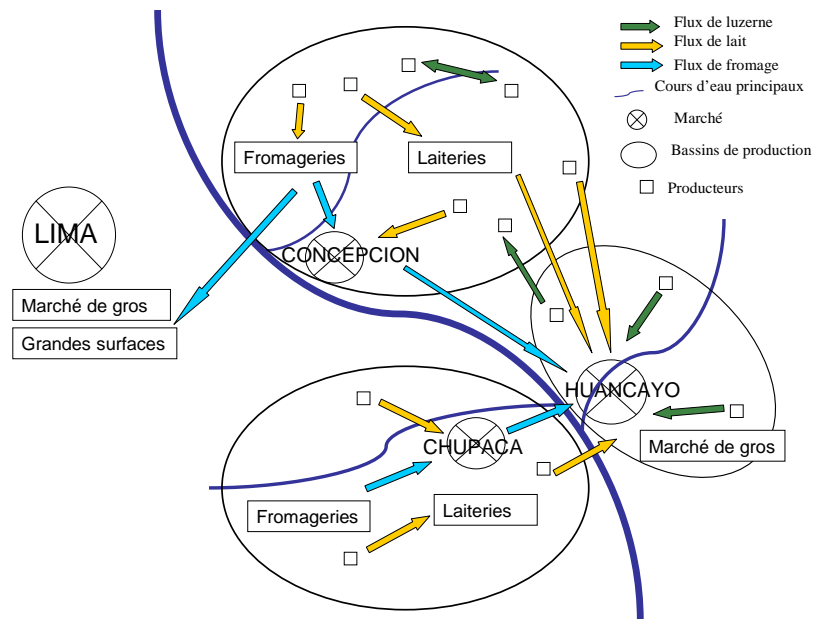 Flux de luzerne
Flux de lait
Flux de fromage
Cours d'eau principaux
Marché
Bassins de production
Producteurs
Fromageries
Laiteries
LIMA
CONCEPCION
Marché de gros
Grandes surfaces
HUANCAYO
Marché de gros
CHUPACA
Fromageries
Laiteries